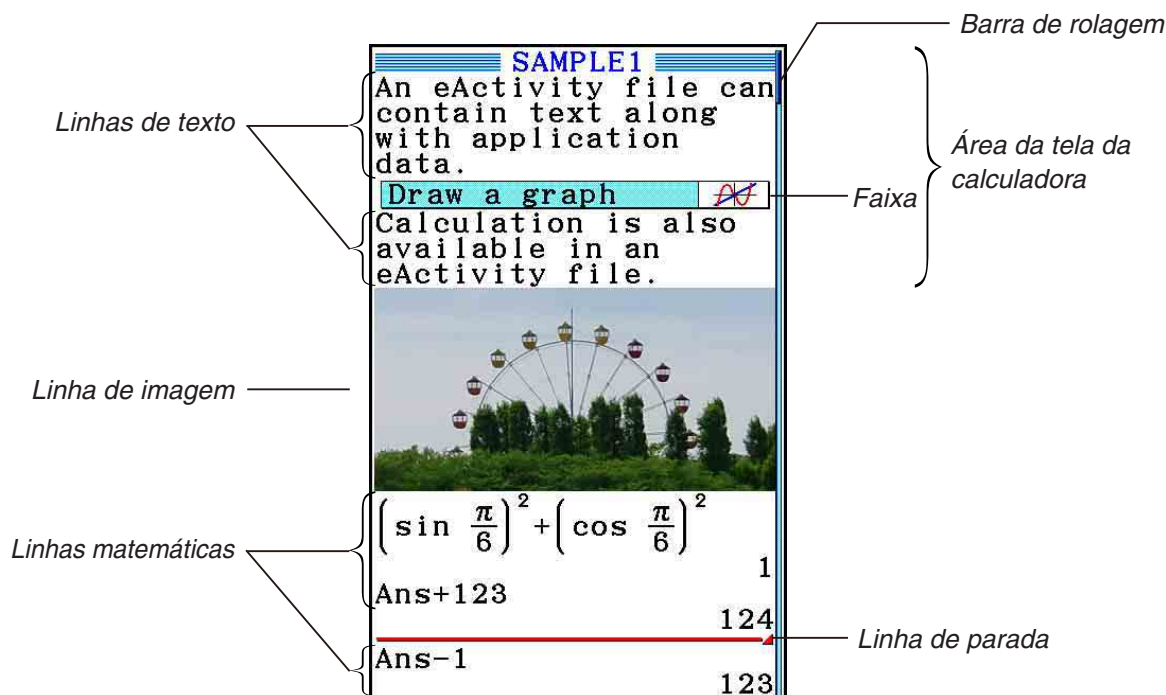 Barra de rolagem
SAMPLE1
An eActivity file can
contain text along
with application
data.
Linhas de texto
Área da tela da
calculadora
Draw a graph
Faixa
Calculation is also
available in an
eActivity file.
Linha de imagem
(sin π/6)²+(cos π/6)²
1
Linhas matemáticas
Ans+123
124
Linha de parada
Ans−1
123